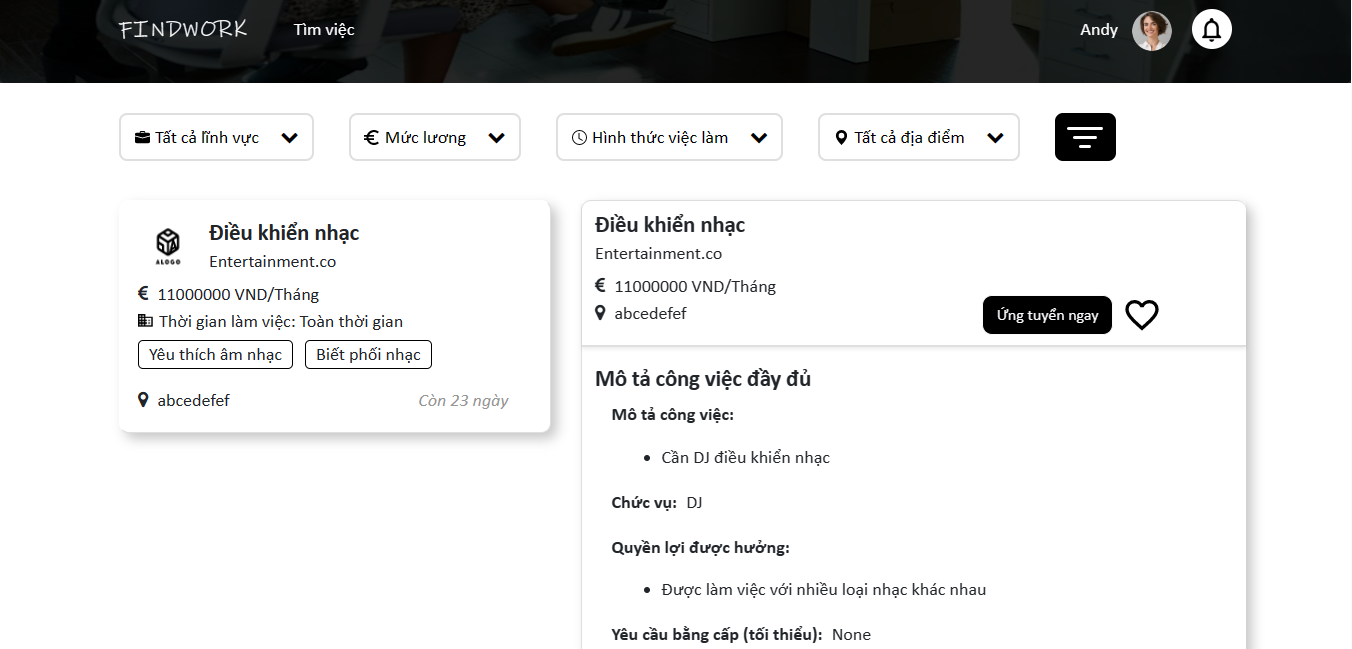 FINDWORK
Tìm việc
Andy
Tất cả lĩnh vực
Mức lương
Hình thức việc làm
Tất cả địa điểm
ALOGO
Điều khiển nhạc
Entertainment.co
€ 11000000 VND/Tháng
Thời gian làm việc: Toàn thời gian
Yêu thích âm nhạc
Biết phối nhạc
abcedefef
Còn 23 ngày
Điều khiển nhạc
Entertainment.co
€ 11000000 VND/Tháng
abcedefef
Ứng tuyển ngay
Mô tả công việc đầy đủ
Mô tả công việc:
• Cần DJ điều khiển nhạc
Chức vụ: DJ
Quyền lợi được hưởng:
• Được làm việc với nhiều loại nhạc khác nhau
Yêu cầu bằng cấp (tối thiểu): None